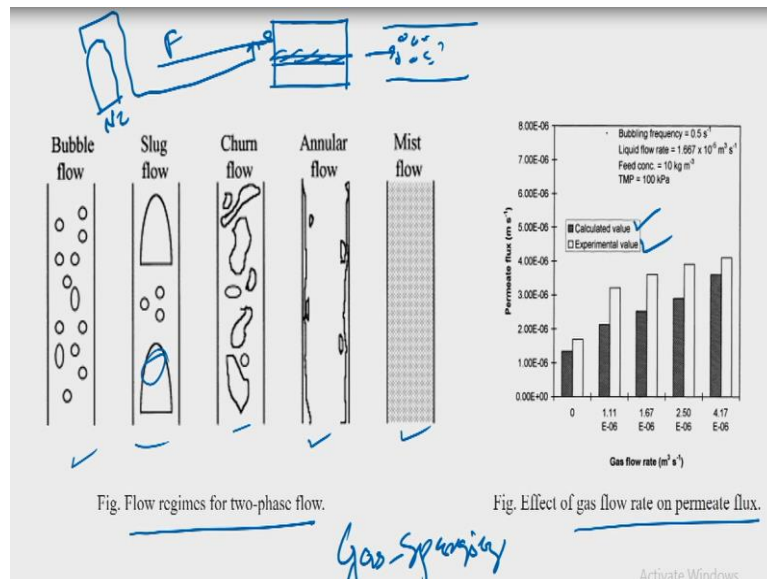 F
N2
Bubble flow
Slug flow
Churn flow
Annular flow
Mist flow
Fig. Flow regimes for two-phase flow.
8.00E-06
7.00E-06
6.00E-06
5.00E-06
4.00E-06
3.00E-06
2.00E-06
1.00E-06
0.00E+00
Permeate flux (m s⁻¹)
Bubbling frequency = 0.5 s⁻¹
Liquid flow rate = 1.667 x 10⁻⁵ m³ s⁻¹
Feed conc. = 10 kg m⁻³
TMP = 100 kPa
Calculated value
Experimental value
0
1.11 E-06
1.67 E-06
2.50 E-06
4.17 E-06
Gas flow rate (m³ s⁻¹)
Fig. Effect of gas flow rate on permeate flux.
Gas-Sparging
Activate Windows